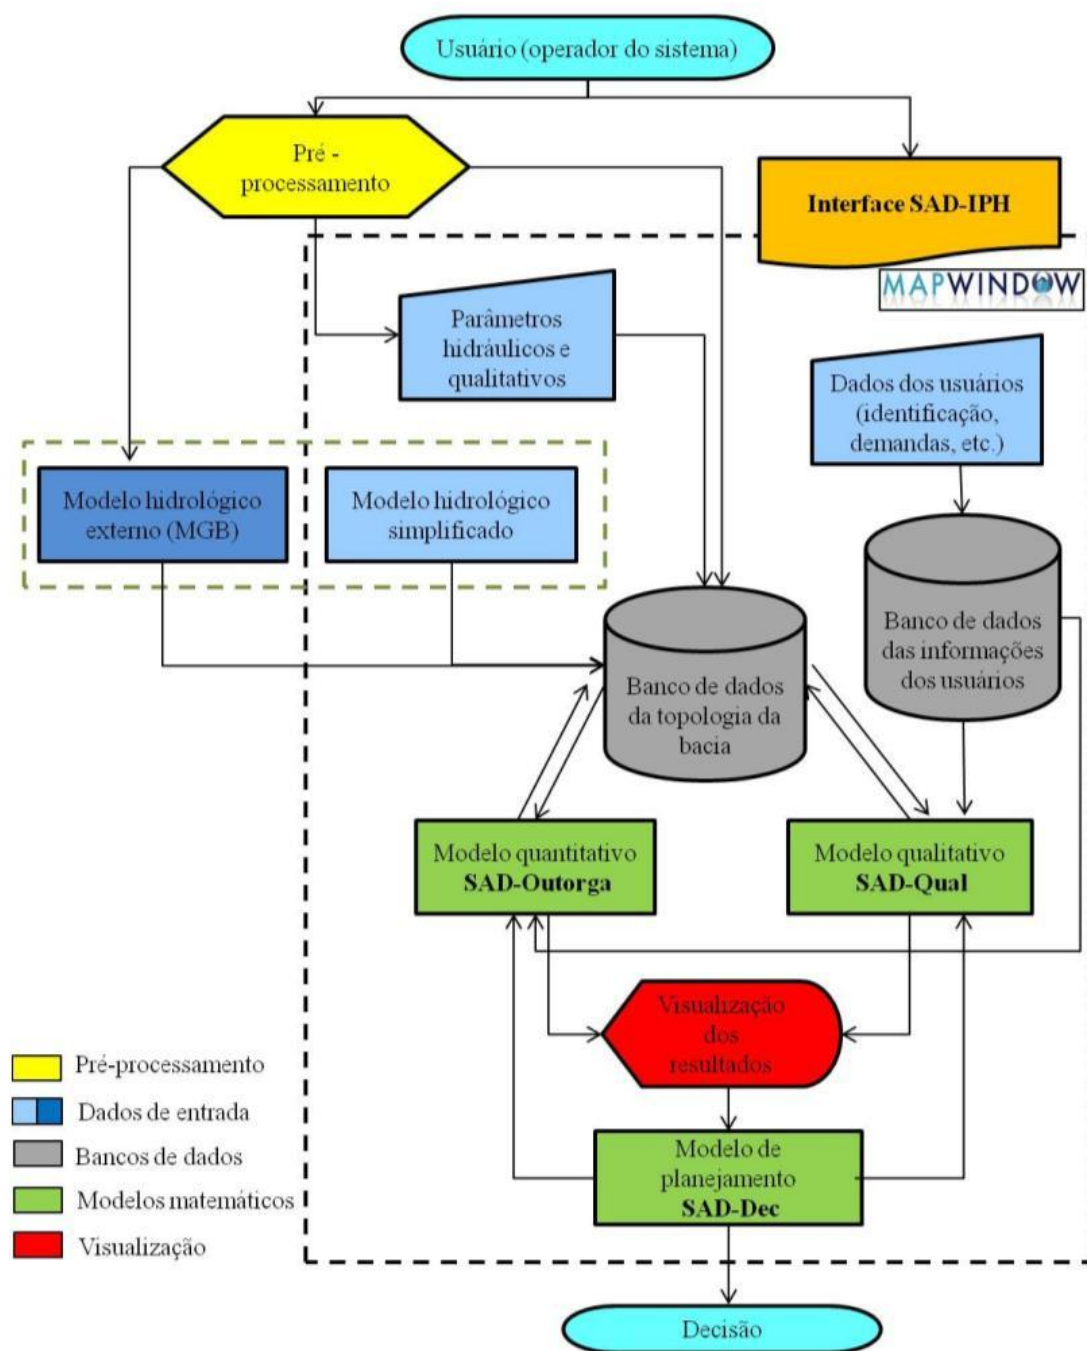 Usuário (operador do sistema)
Pré -
processamento
Interface SAD-IPH
MAPWINDOW
Parâmetros
hidráulicos e
qualitativos
Dados dos usuários
(identificação,
demandas, etc.)
Modelo hidrológico
externo (MGB)
Modelo hidrológico
simplificado
Banco de dados
das informações
dos usuários
Banco de dados
da topologia da
bacia
Modelo quantitativo
SAD-Outorga
Modelo qualitativo
SAD-Qual
Visualização
dos
resultados
Modelo de
planejamento
SAD-Dec
Decisão
Pré-processamento
Dados de entrada
Bancos de dados
Modelos matemáticos
Visualização